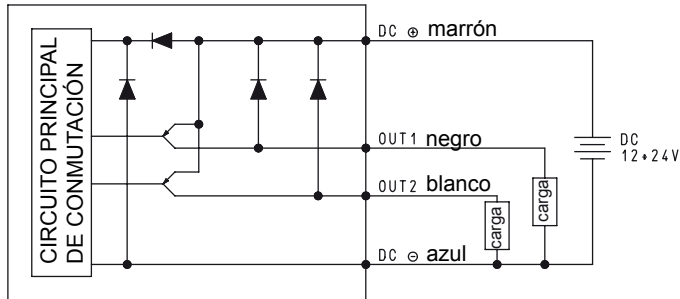 CIRCUITO PRINCIPAL
DE CONMUTACIÓN
DC ⊕ marrón
OUT1 negro
OUT2 blanco
DC ⊖ azul
carga
carga
DC
12÷24V